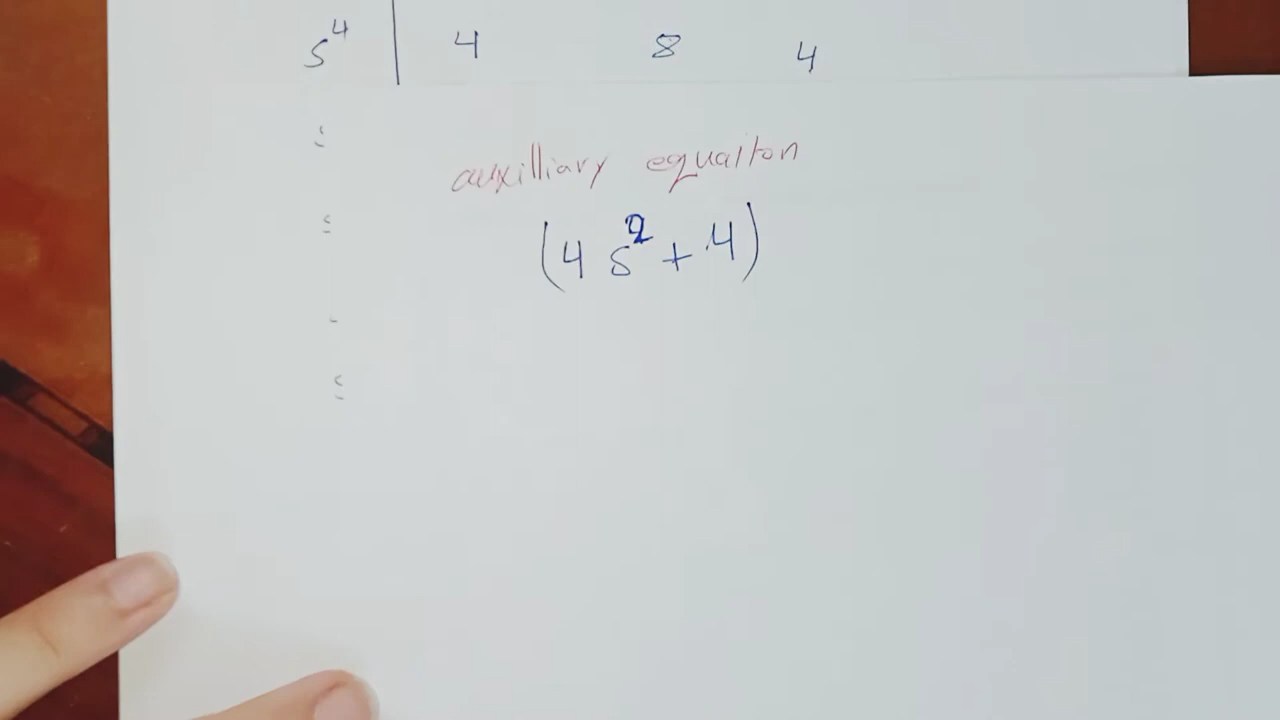 s⁴ | 4 8 4
auxilliary equaiton
(4 s² + 4)